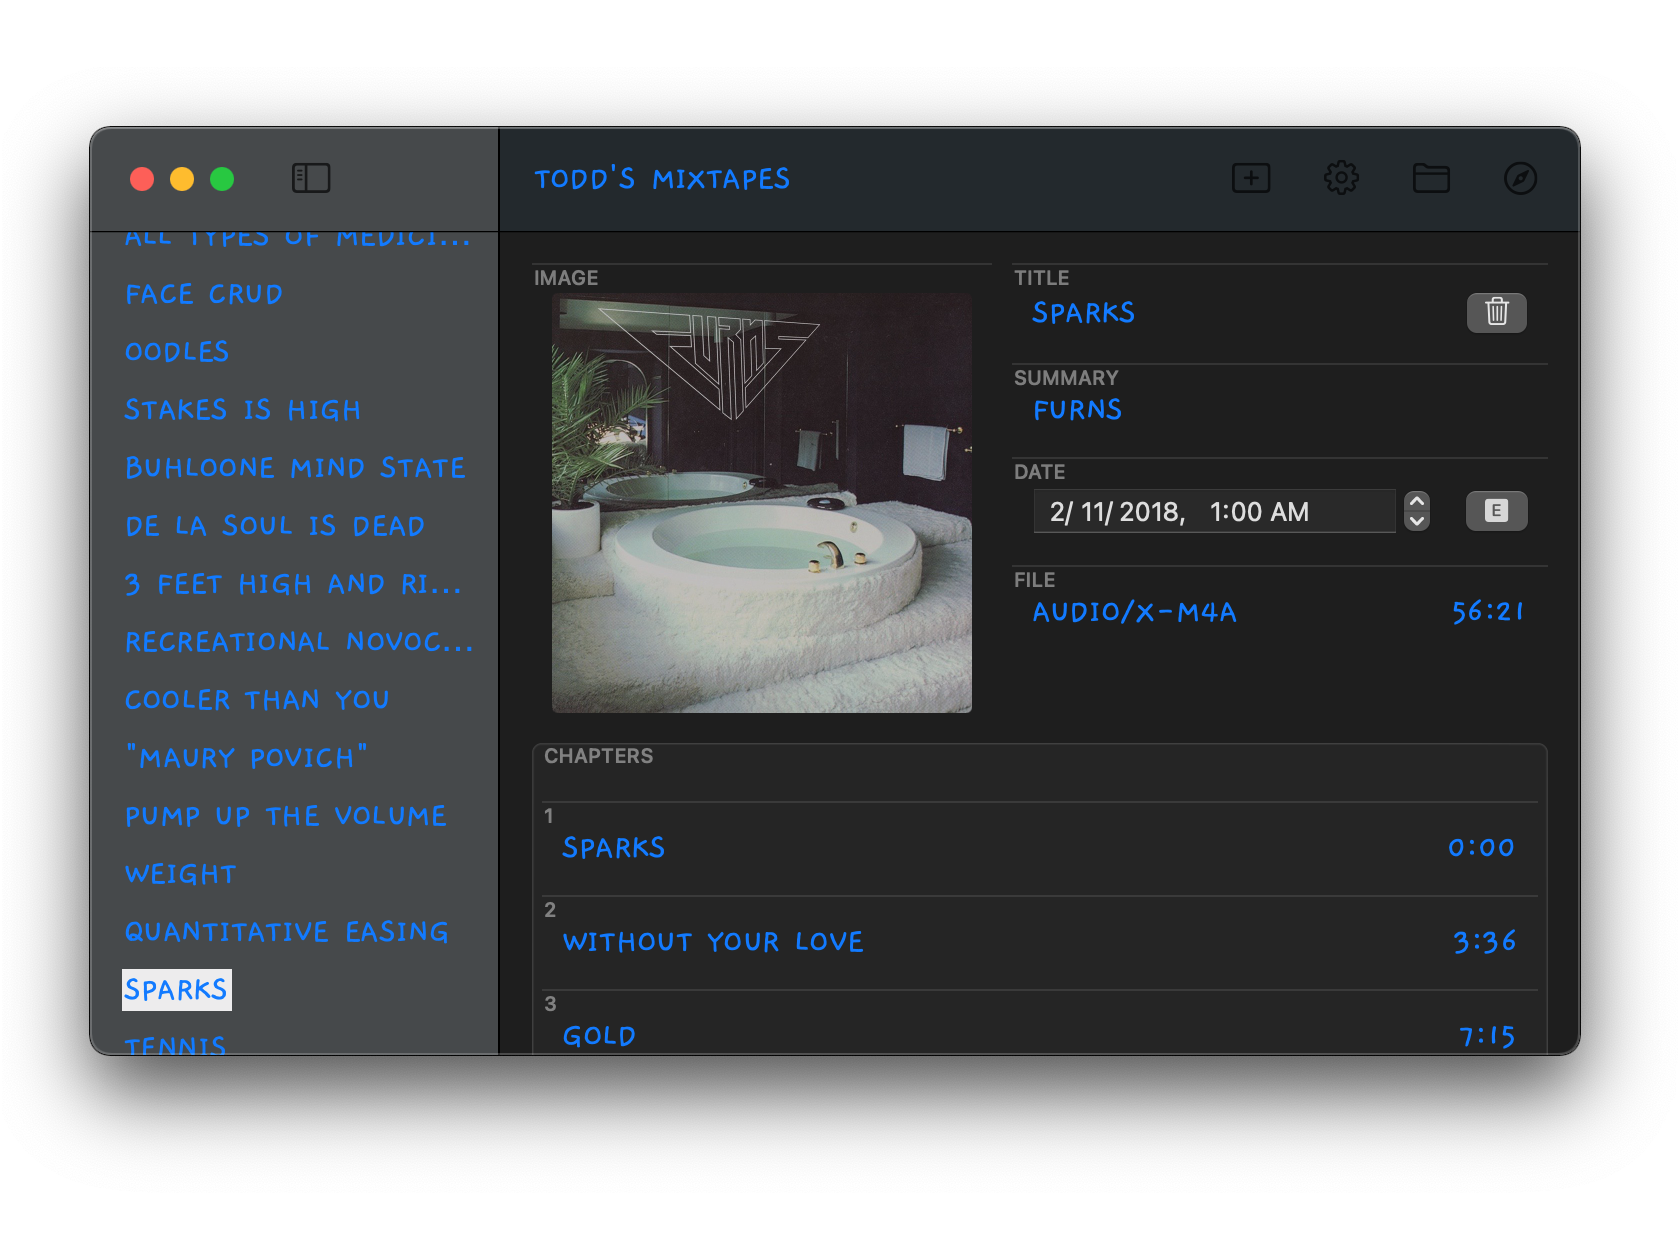 TODD'S MIXTAPES
ALL TYPES OF MEDICI...
FACE CRUD
OODLES
STAKES IS HIGH
BUHLOONE MIND STATE
DE LA SOUL IS DEAD
3 FEET HIGH AND RI...
RECREATIONAL NOVOC...
COOLER THAN YOU
"MAURY POVICH"
PUMP UP THE VOLUME
WEIGHT
QUANTITATIVE EASING
SPARKS
TENNIS
IMAGE
FURNS
TITLE
SPARKS
SUMMARY
FURNS
DATE
2/ 11/ 2018, 1:00 AM
E
FILE
AUDIO/X-M4A 56:21
CHAPTERS
1
SPARKS 0:00
2
WITHOUT YOUR LOVE 3:36
3
GOLD 7:15